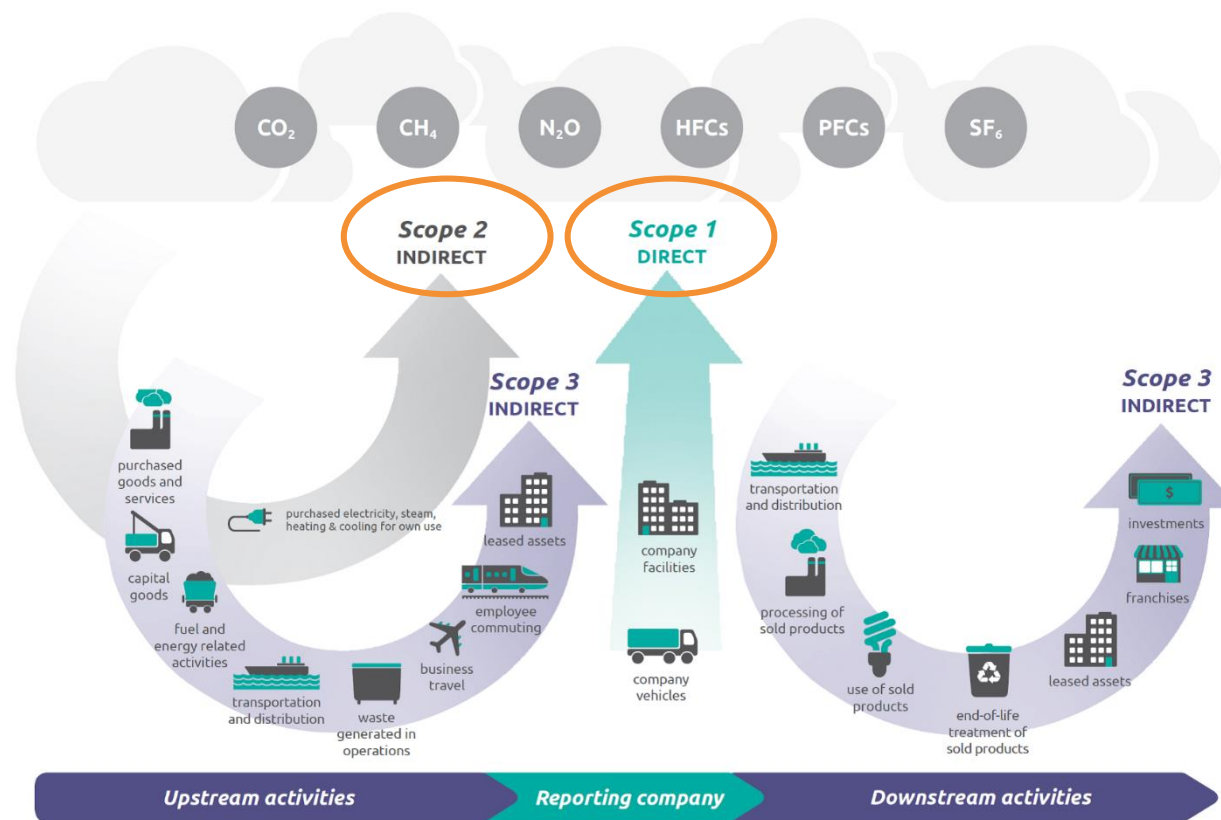 CO₂
CH₄
N₂O
HFCs
PFCs
SF₆
Scope 2
INDIRECT
Scope 1
DIRECT
Scope 3
INDIRECT
Scope 3
INDIRECT
purchased
goods and
services
capital
goods
fuel and
energy related
activities
transportation
and distribution
waste
generated in
operations
business
travel
employee
commuting
leased assets
purchased electricity, steam,
heating & cooling for own use
company
facilities
company
vehicles
transportation
and distribution
processing of
sold products
use of sold
products
end-of-life
treatment of
sold products
leased assets
franchises
$
investments
Upstream activities
Reporting company
Downstream activities